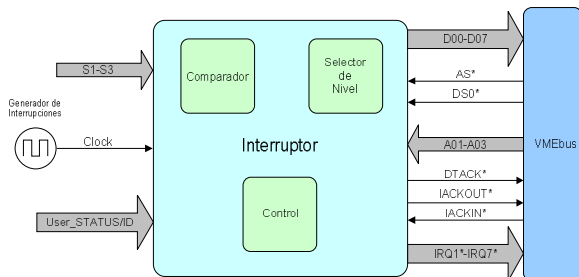 S1-S3
Generador de
Interrupciones
Clock
User_STATUS/ID
Comparador
Selector
de
Nivel
Interruptor
Control
D00-D07
AS*
DS0*
A01-A03
DTACK*
IACKOUT*
IACKIN*
IRQ1*-IRQ7*
VMEbus